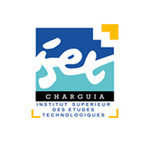 iset
CHARGUIA
INSTITUT SUPERIEUR
DES ETUDES
TECHNOLOGIQUES